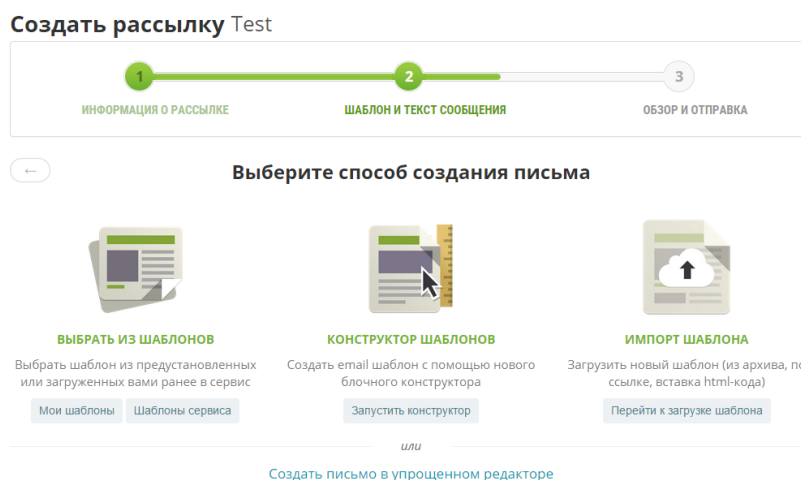 Создать рассылку Test
1
2
3
ИНФОРМАЦИЯ О РАССЫЛКЕ
ШАБЛОН И ТЕКСТ СООБЩЕНИЯ
ОБЗОР И ОТПРАВКА
←
Выберите способ создания письма
ВЫБРАТЬ ИЗ ШАБЛОНОВ
Выбрать шаблон из предустановленных
или загруженных вами ранее в сервис
Мои шаблоны
Шаблоны сервиса
КОНСТРУКТОР ШАБЛОНОВ
Создать email шаблон с помощью нового
блочного конструктора
Запустить конструктор
ИМПОРТ ШАБЛОНА
Загрузить новый шаблон (из архива, по
ссылке, вставка html-кода)
Перейти к загрузке шаблона
или
Создать письмо в упрощенном редакторе